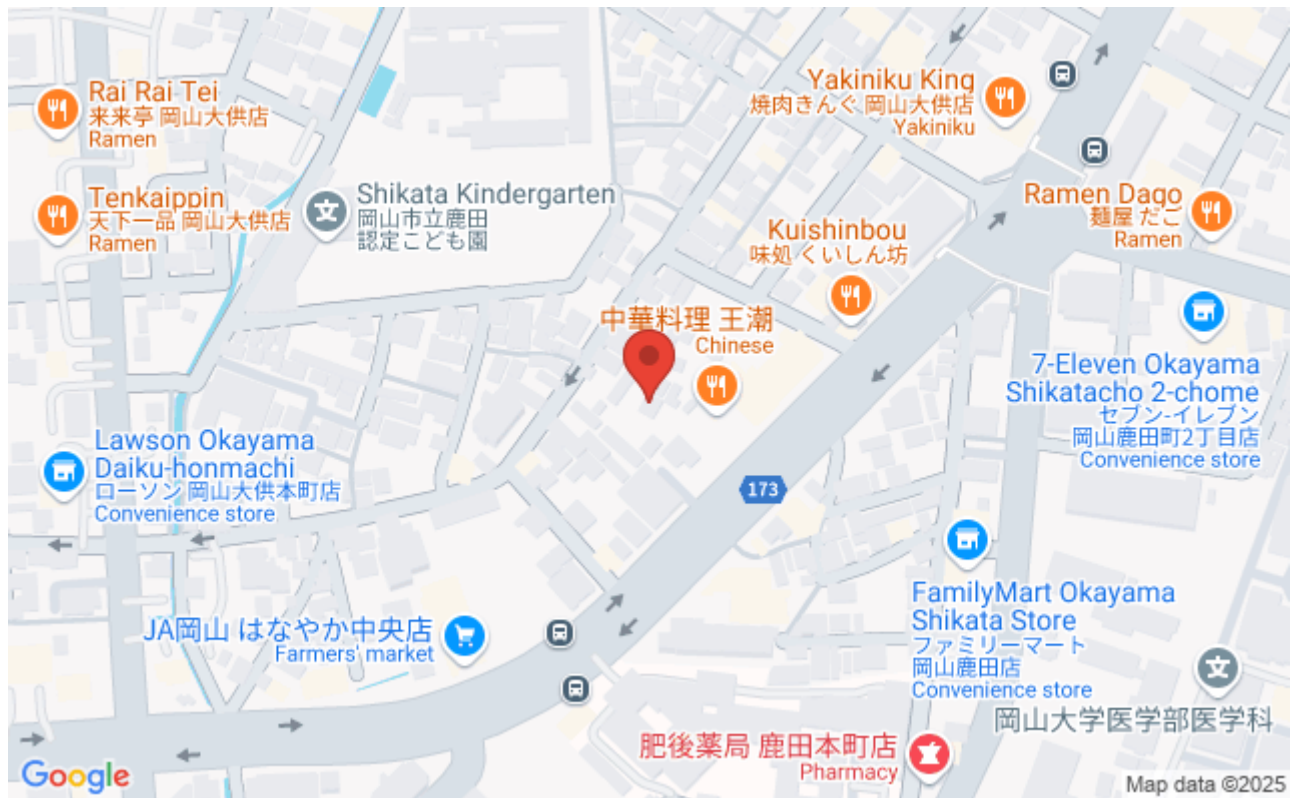 Rai Rai Tei
来来亭 岡山大供店
Ramen
Tenkaippin
天下一品 岡山大供店
Ramen
Shikata Kindergarten
岡山市立鹿田
認定こども園
Yakiniku King
焼肉きんぐ 岡山大供店
Yakiniku
Ramen Dago
麺屋 だご
Ramen
Kuishinbou
味処 くいしん坊
中華料理 王潮
Chinese
7-Eleven Okayama
Shikatacho 2-chome
セブン-イレブン
岡山鹿田町2丁目店
Convenience store
Lawson Okayama
Daiku-honmachi
ローソン 岡山大供本町店
Convenience store
173
FamilyMart Okayama
Shikata Store
ファミリーマート
岡山鹿田店
Convenience store
JA岡山 はなやか中央店
Farmers' market
岡山大学医学部医学科
肥後薬局 鹿田本町店
Pharmacy
Google
Map data ©2025